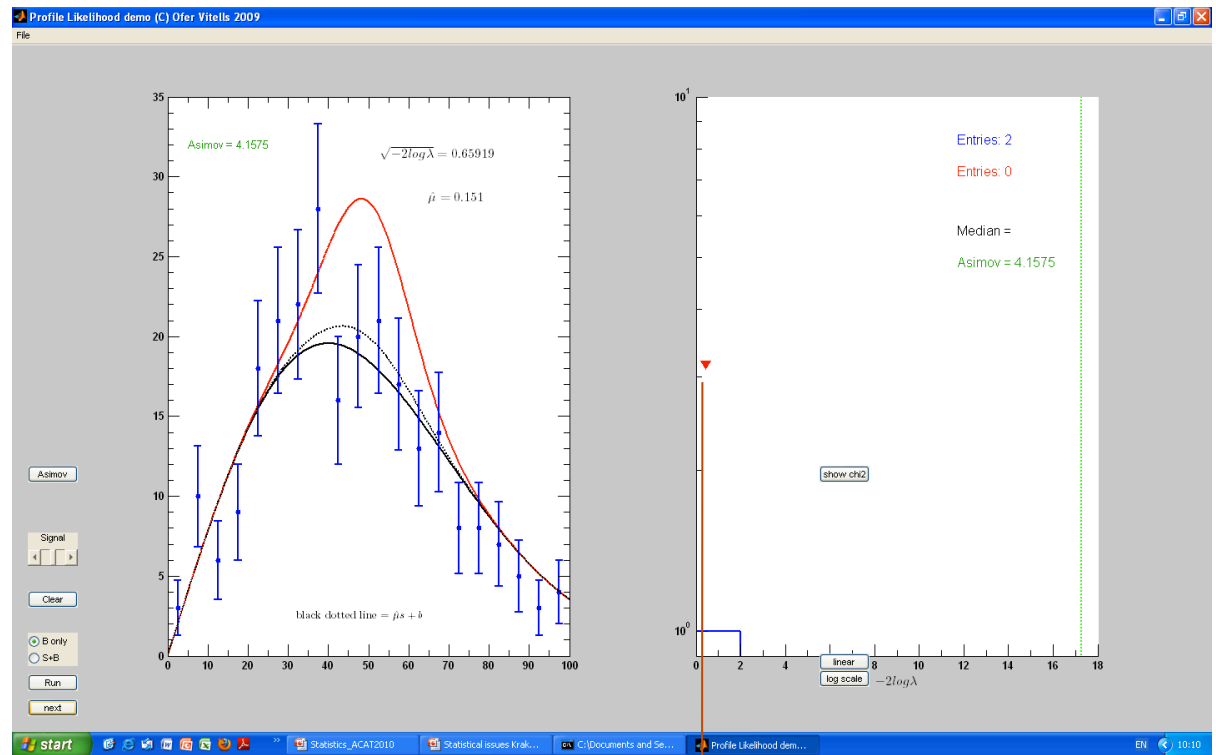 Profile Likelihood demo (C) Ofer Vitells 2009
File
35
30
25
20
15
10
5
0
0 10 20 30 40 50 60 70 80 90 100
Asimov = 4.1575
√−2logλ = 0.65919
μ̂ = 0.151
black dotted line = μ̂s + b
Asimov
Signal
Clear
B only
S+B
Run
next
10¹
10⁰
Entries: 2
Entries: 0
Median =
Asimov = 4.1575
show chi2
0 2 4 6 8 10 12 14 16 18
linear
log scale
−2logλ
start
Statistics_ACAT2010
Statistical issues Krak...
C:\Documents and Se...
Profile Likelihood dem...
EN
10:10